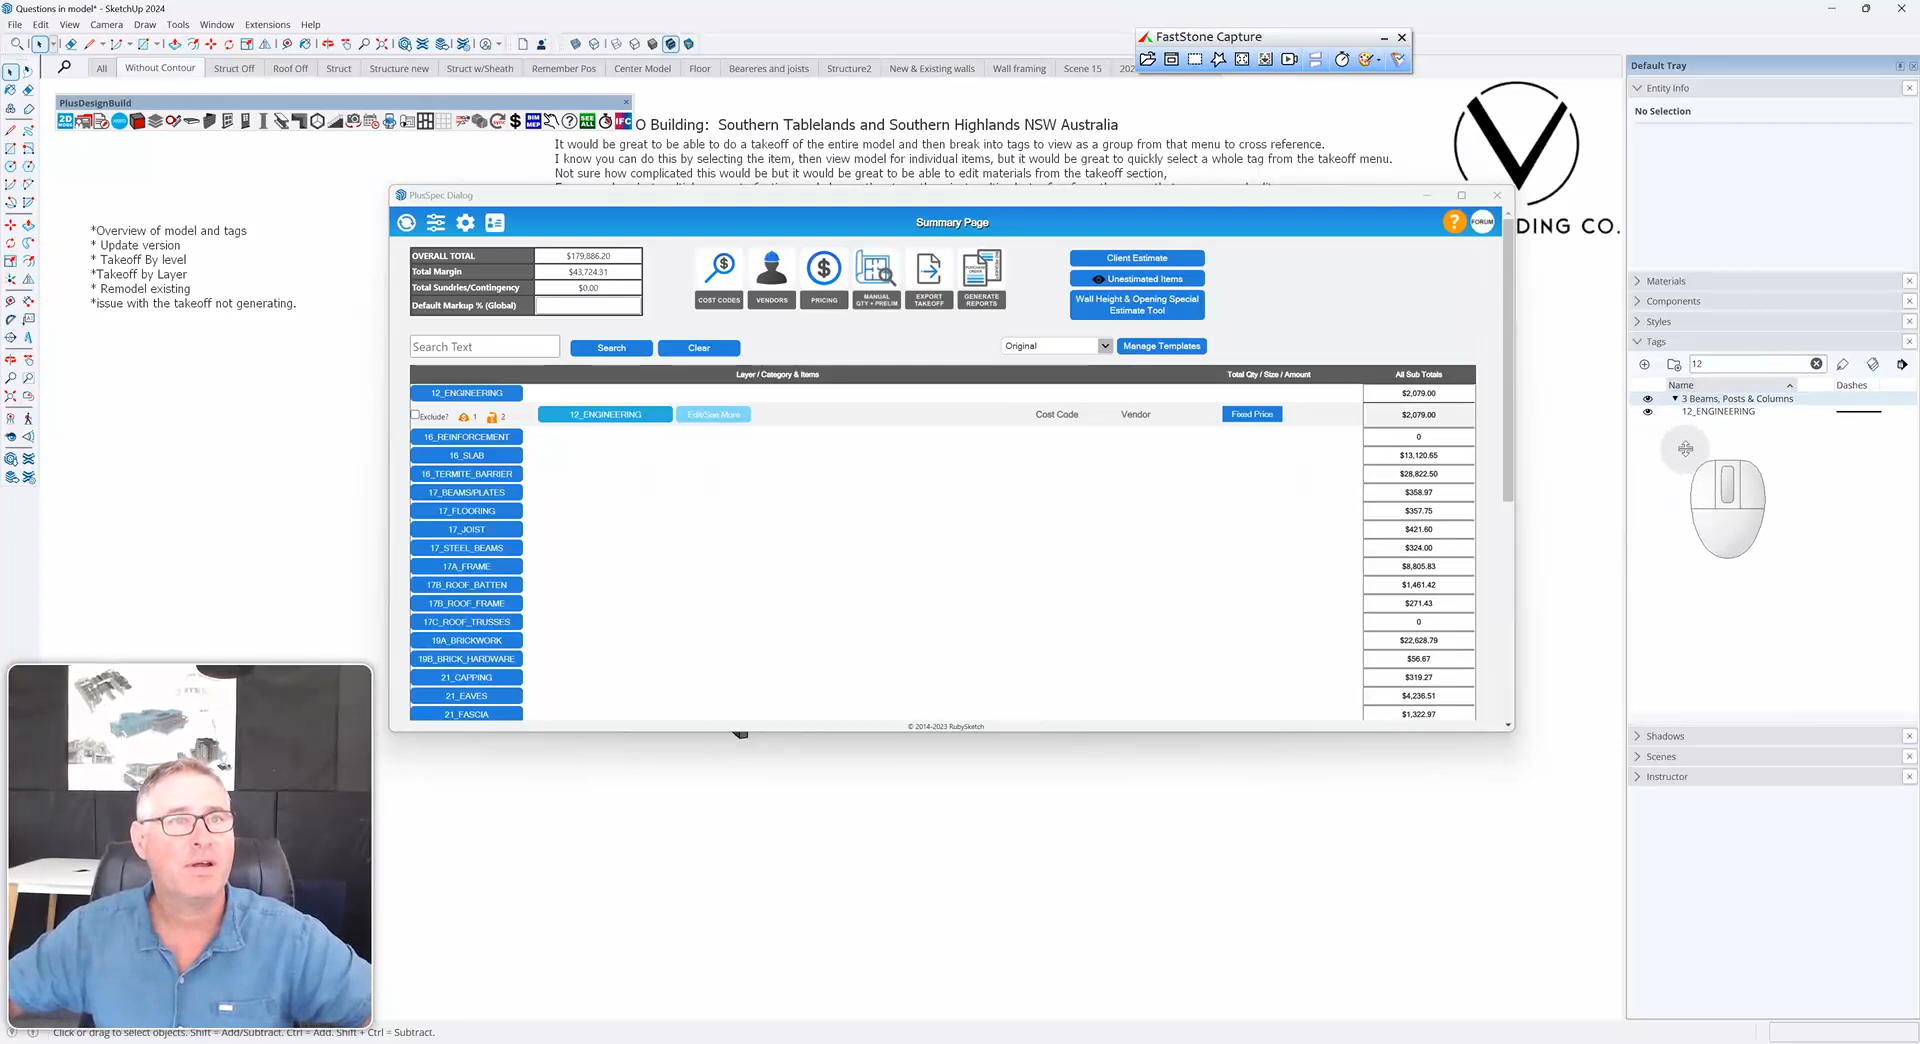 Questions in model* - SketchUp 2024
File Edit View Camera Draw Tools Window Extensions Help
FastStone Capture
All Without Contour Struct Off Roof Off Struct Structure new Struct w/Sheath Remember Pos Center Model Floor Beareres and joists Structure2 New & Existing walls Wall framing Scene 15 202
PlusDesignBuild
2D BIM MEP SEE ALL IFC
O Building: Southern Tablelands and Southern Highlands NSW Australia
It would be great to be able to do a takeoff of the entire model and then break into tags to view as a group from that menu to cross reference.
I know you can do this by selecting the item, then view model for individual items, but it would be great to quickly select a whole tag from the takeoff menu.
Not sure how complicated this would be but it would be great to be able to edit materials from the takeoff section,
DING CO.
*Overview of model and tags
* Update version
* Takeoff By level
*Takeoff by Layer
* Remodel existing
*issue with the takeoff not generating.
PlusSpec Dialog
Summary Page
? FORUM
OVERALL TOTAL $179,886.20
Total Margin $43,724.31
Total Sundries/Contingency $0.00
Default Markup % (Global)
COST CODES
VENDORS
PRICING
MANUAL QTY + PRELIM
EXPORT TAKEOFF
GENERATE REPORTS
Client Estimate
Unestimated Items
Wall Height & Opening Special
Estimate Tool
Search Text Search Clear Original Manage Templates
Layer / Category & Items Total Qty / Size / Amount All Sub Totals
12_ENGINEERING $2,079.00
Exclude? 1 2 12_ENGINEERING Edit/See More Cost Code Vendor Fixed Price $2,079.00
16_REINFORCEMENT 0
16_SLAB $13,120.65
16_TERMITE_BARRIER $28,822.50
17_BEAMS/PLATES $358.97
17_FLOORING $357.75
17_JOIST $421.60
17_STEEL_BEAMS $324.00
17A_FRAME $8,805.83
17B_ROOF_BATTEN $1,461.42
17B_ROOF_FRAME $271.43
17C_ROOF_TRUSSES 0
19A_BRICKWORK $22,628.79
19B_BRICK_HARDWARE $56.67
21_CAPPING $319.27
21_EAVES $4,236.51
21_FASCIA $1,322.97
© 2014-2023 RubySketch
Default Tray
Entity Info
No Selection
Materials
Components
Styles
Tags
12
Name Dashes
3 Beams, Posts & Columns
12_ENGINEERING
Shadows
Scenes
Instructor
Click or drag to select objects. Shift = Add/Subtract. Ctrl = Add. Shift + Ctrl = Subtract.